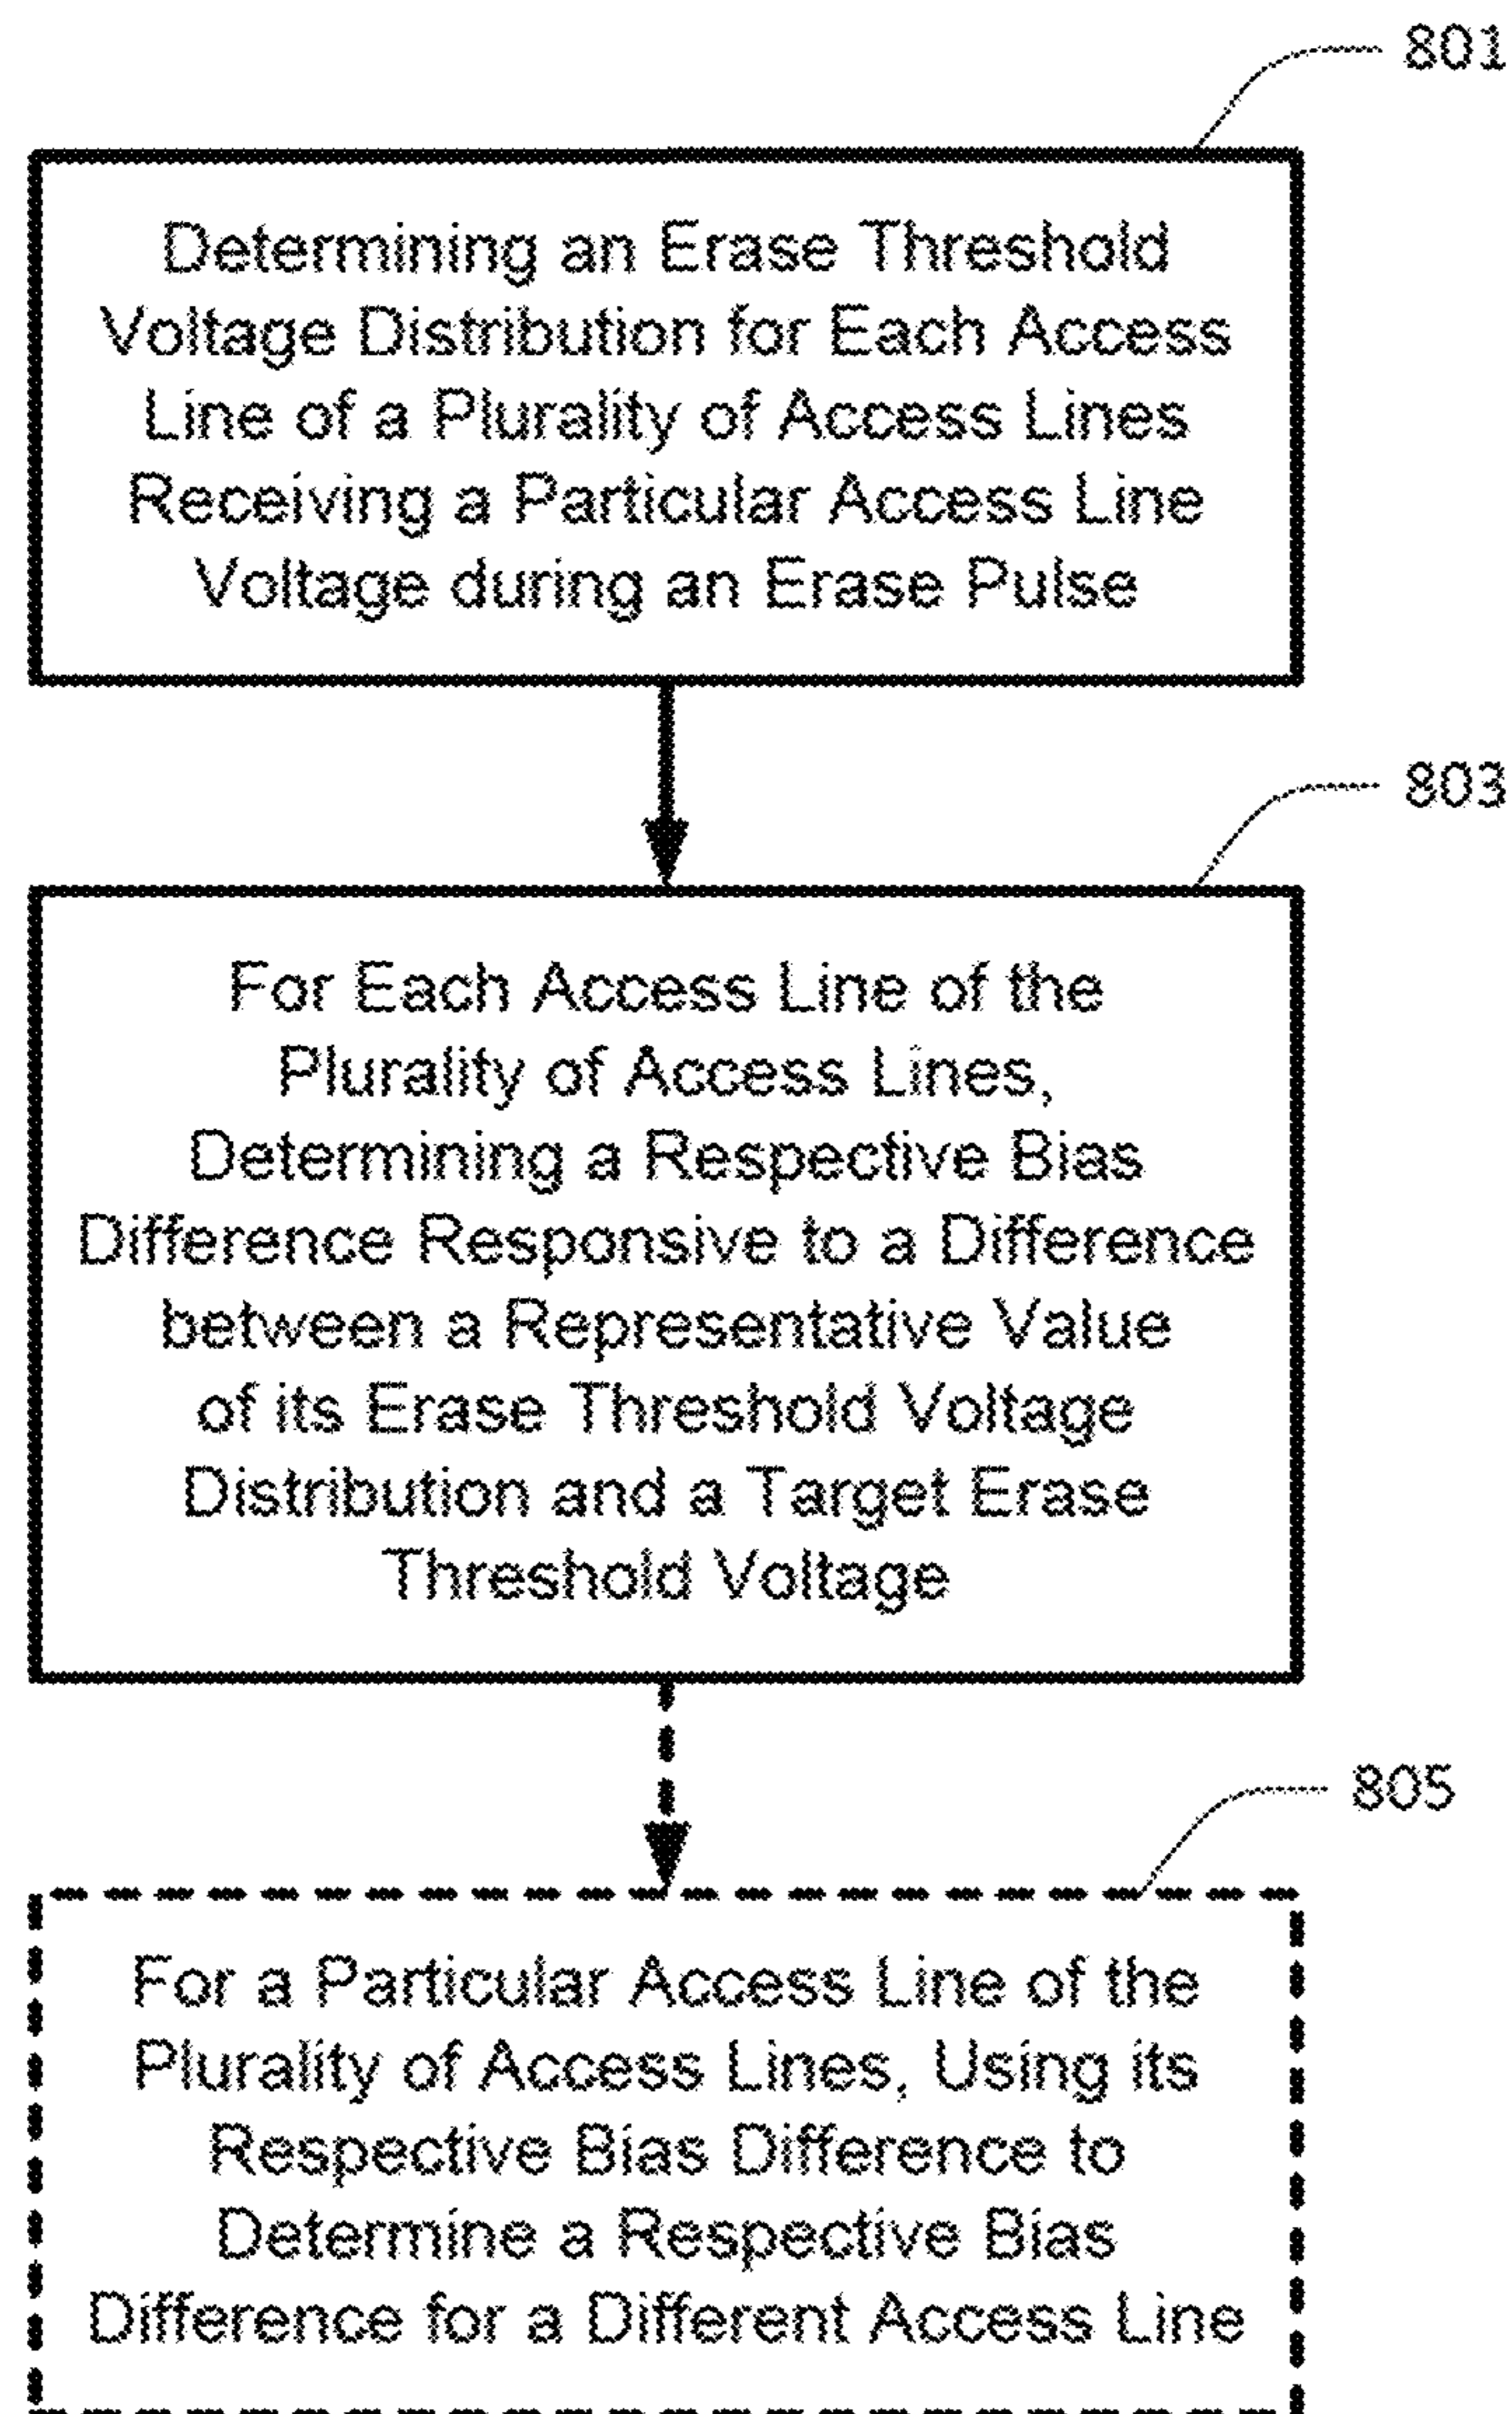 801
Determining an Erase Threshold
Voltage Distribution for Each Access
Line of a Plurality of Access Lines
Receiving a Particular Access Line
Voltage during an Erase Pulse
803
For Each Access Line of the
Plurality of Access Lines,
Determining a Respective Bias
Difference Responsive to a Difference
between a Representative Value
of its Erase Threshold Voltage
Distribution and a Target Erase
Threshold Voltage
805
For a Particular Access Line of the
Plurality of Access Lines, Using its
Respective Bias Difference to
Determine a Respective Bias
Difference for a Different Access Line